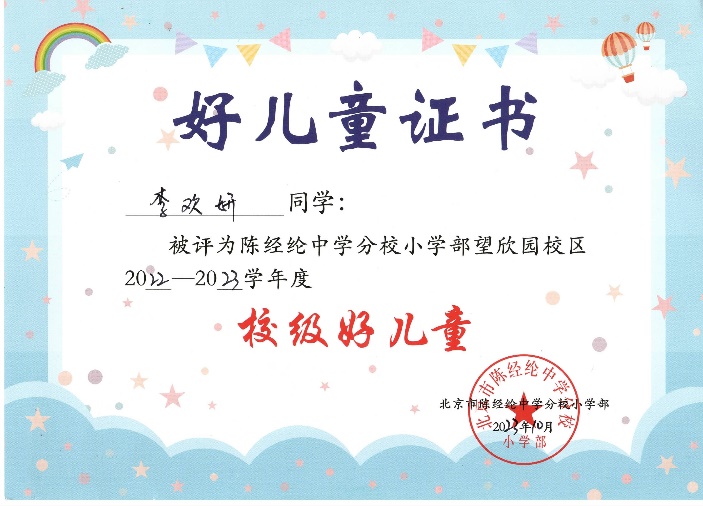 好儿童证书
李欢妍 同学：
被评为陈经纶中学分校小学部望欣园校区
2022—2023学年度
校级好儿童
北京市陈经纶中学分校小学部
2023年10月
北京市陈经纶中学分校
小学部